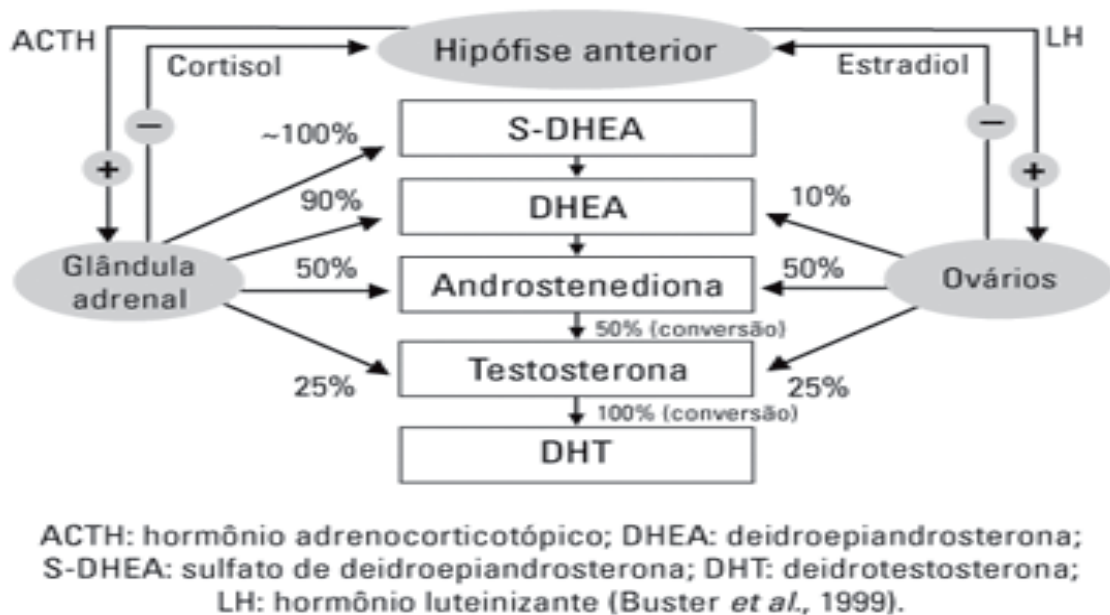 ACTH
Hipófise anterior
LH
Cortisol
Estradiol
−
−
+
+
~100%
S-DHEA
90%
DHEA
10%
Glândula
adrenal
50%
Androstenediona
50%
Ovários
50% (conversão)
25%
Testosterona
25%
100% (conversão)
DHT
ACTH: hormônio adrenocorticotópico; DHEA: deidroepiandrosterona;
S-DHEA: sulfato de deidroepiandrosterona; DHT: deidrotestosterona;
LH: hormônio luteinizante (Buster et al., 1999).